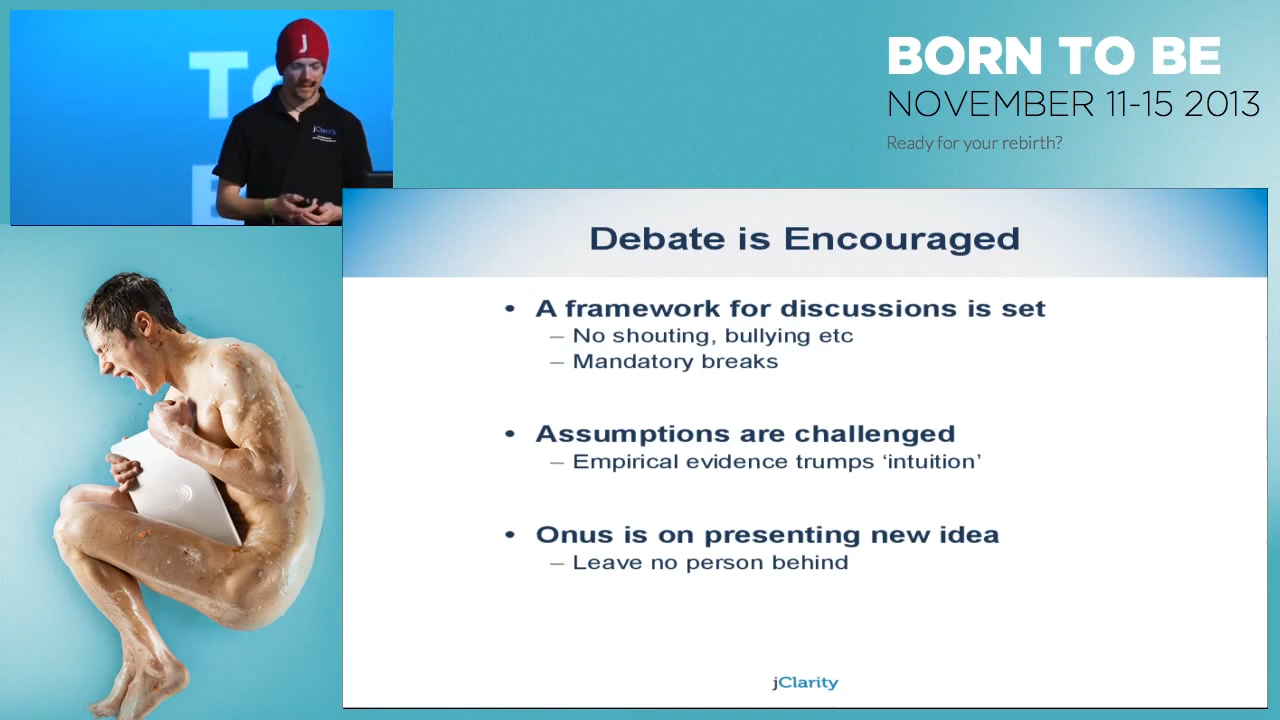 To
J
jClarity
BORN TO BE
NOVEMBER 11-15 2013
Ready for your rebirth?
Debate is Encouraged
• A framework for discussions is set
– No shouting, bullying etc
– Mandatory breaks
• Assumptions are challenged
– Empirical evidence trumps ‘intuition’
• Onus is on presenting new idea
– Leave no person behind
jClarity